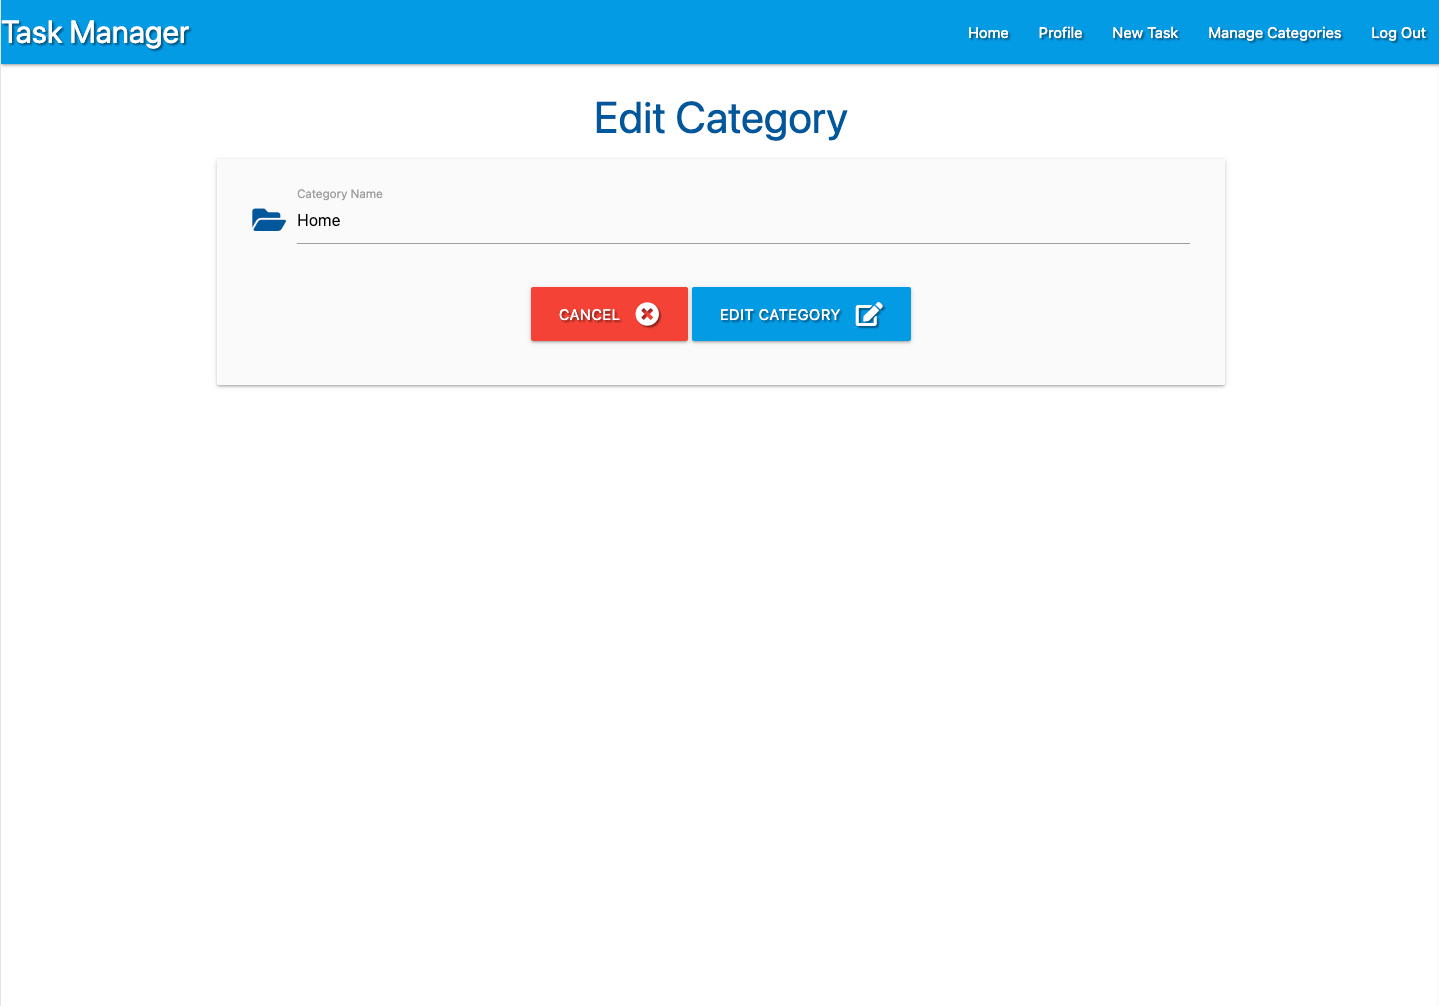 Task Manager
Home Profile New Task Manage Categories Log Out
Edit Category
Category Name
Home
CANCEL EDIT CATEGORY